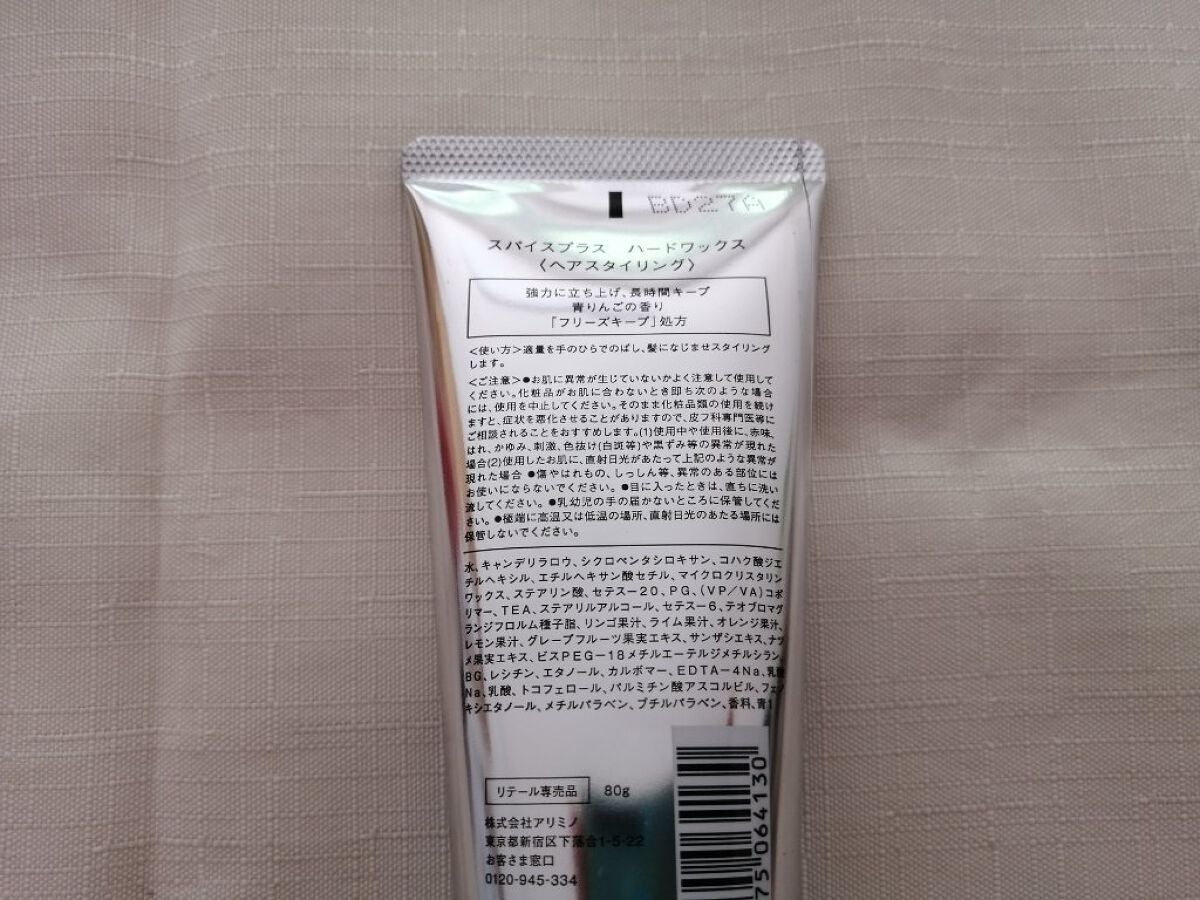 BD27A
スパイスプラス ハードワックス
〈ヘアスタイリング〉
強力に立ち上げ、長時間キープ
青りんごの香り
「フリーズキープ」処方
＜使い方＞適量を手のひらでのばし、髪になじませスタイリング
します。
＜ご注意＞●お肌に異常が生じていないかよく注意して使用して
ください。化粧品がお肌に合わないとき即ち次のような場合
には、使用を中止してください。そのまま化粧品類の使用を続け
ますと、症状を悪化させることがありますので、皮フ科専門医等に
ご相談されることをおすすめします。(1)使用中や使用後に、赤味、
はれ、かゆみ、刺激、色抜け(白斑等)や黒ずみ等の異常が現れた
場合(2)使用したお肌に、直射日光があたって上記のような異常が
現れた場合 ●傷やはれもの、しっしん等、異常のある部位には
お使いにならないでください。●目に入ったときは、直ちに洗い
流してください。●乳幼児の手の届かないところに保管してくだ
さい。●極端に高温又は低温の場所、直射日光のあたる場所には
保管しないでください。
水、キャンデリラロウ、シクロペンタシロキサン、コハク酸ジエ
チルヘキシル、エチルヘキサン酸セチル、マイクロクリスタリン
ワックス、ステアリン酸、セテス－20、PG、(VP／VA)コポ
リマー、TEA、ステアリルアルコール、セテス－6、テオブロマグ
ランジフロルム種子脂、リンゴ果汁、ライム果汁、オレンジ果汁、
レモン果汁、グレープフルーツ果実エキス、サンザシエキス、ナツ
メ果実エキス、ビスPEG－18メチルエーテルジメチルシラン、
BG、レシチン、エタノール、カルボマー、EDTA－4Na、乳酸
Na、乳酸、トコフェロール、パルミチン酸アスコルビル、フェノ
キシエタノール、メチルパラベン、ブチルパラベン、香料、青1
リテール専売品 80g
株式会社アリミノ
東京都新宿区下落合1-5-22
お客さま窓口
0120-945-334
75 064130